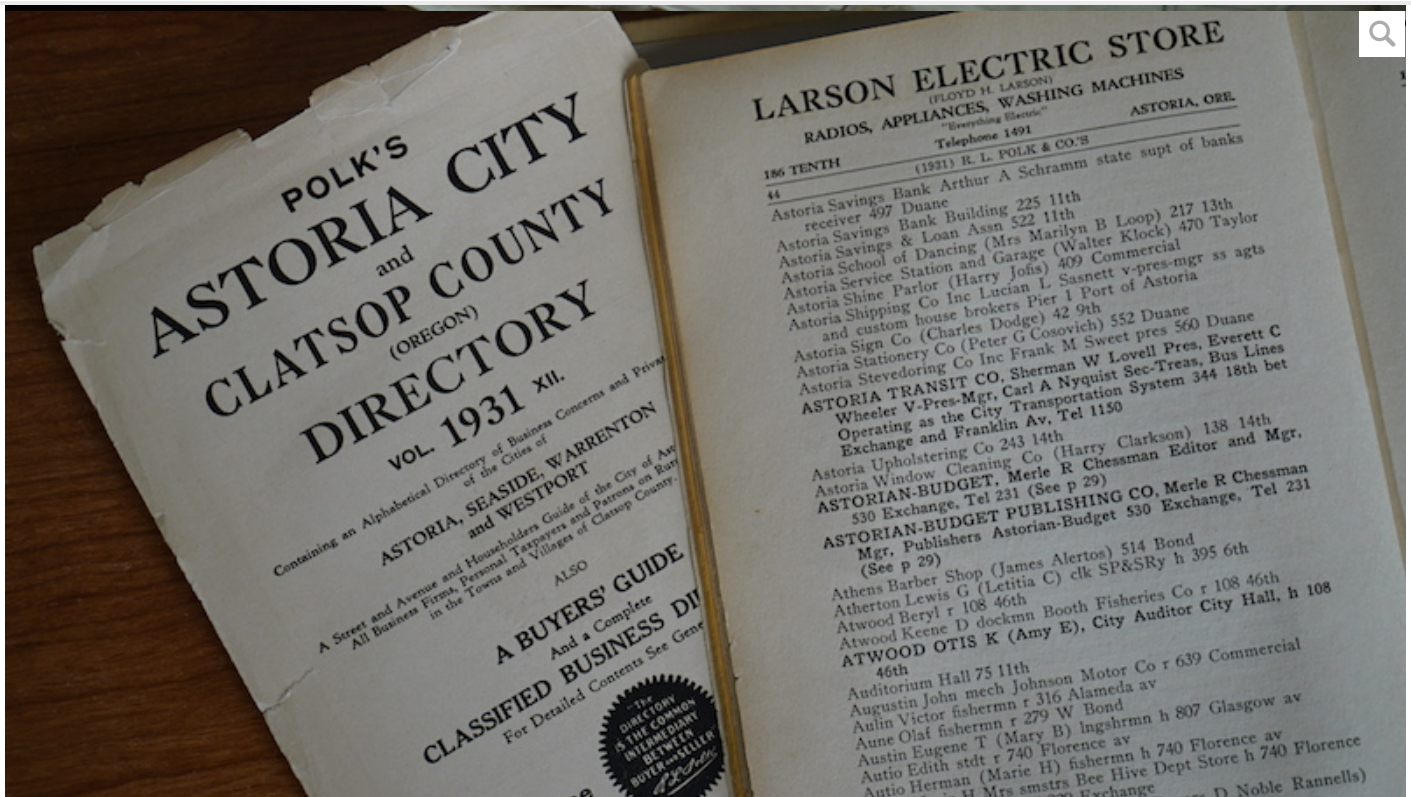 POLK'S
ASTORIA CITY
and
CLATSOP COUNTY
(OREGON)
DIRECTORY
VOL. 1931 XII.
Containing an Alphabetical Directory of Business Concerns and
of the Cities of
ASTORIA, SEASIDE, WARRENTON
and WESTPORT
A Street and Avenue and Householders Guide of the City of
All Business Firms, Personal Taxpayers and Patrons on
in the Towns and Villages of Clatsop County.
ALSO
A BUYERS' GUIDE
And a Complete
CLASSIFIED BUSINESS
For Detailed Contents See
"The
DIRECTORY
IS THE COMMON
INTERMEDIARY
BETWEEN
BUYER and SELLER"
LARSON ELECTRIC STORE
(FLOYD H. LARSON)
RADIOS, APPLIANCES, WASHING MACHINES
"Everything Electric"
186 TENTH Telephone 1491 ASTORIA, ORE.
44 (1931) R. L. POLK & CO.'S
Astoria Savings Bank Arthur A Schramm state supt of banks
receiver 497 Duane
Astoria Savings Bank Building 225 11th
Astoria Savings & Loan Assn 522 11th
Astoria School of Dancing (Mrs Marilyn B Loop) 217 13th
Astoria Service Station and Garage (Walter Klock) 470 Taylor
Astoria Shine Parlor (Harry Jofis) 409 Commercial
Astoria Shipping Co Inc Lucian L Sasnett v-pres-mgr ss agts
and custom house brokers Pier 1 Port of Astoria
Astoria Sign Co (Charles Dodge) 42 9th
Astoria Stationery Co (Peter G Cosovich) 552 Duane
Astoria Stevedoring Co Inc Frank M Sweet pres 560 Duane
ASTORIA TRANSIT CO, Sherman W Lovell Pres, Everett C
Wheeler V-Pres-Mgr, Carl A Nyquist Sec-Treas, Bus Lines
Operating as the City Transportation System 344 18th bet
Exchange and Franklin Av, Tel 1150
Astoria Upholstering Co 243 14th
Astoria Window Cleaning Co (Harry Clarkson) 138 14th
ASTORIAN-BUDGET, Merle R Chessman Editor and Mgr,
530 Exchange, Tel 231 (See p 29)
ASTORIAN-BUDGET PUBLISHING CO, Merle R Chessman
Mgr, Publishers Astorian-Budget 530 Exchange, Tel 231
(See p 29)
Athens Barber Shop (James Alertos) 514 Bond
Atherton Lewis G (Letitia C) clk SP&SRy h 395 6th
Atwood Beryl r 108 46th
Atwood Keene D dockmn Booth Fisheries Co r 108 46th
ATWOOD OTIS K (Amy E), City Auditor City Hall, h 108
46th
Auditorium Hall 75 11th
Augustin John mech Johnson Motor Co r 639 Commercial
Aulin Victor fishermn r 316 Alameda av
Aune Olaf fishermn r 279 W Bond
Austin Eugene T (Mary B) lngshrmn h 807 Glasgow av
Autio Edith stdt r 740 Florence av
Autio Herman (Marie H) fishermn h 740 Florence av
H Mrs smstrs Bee Hive Dept Store h 740 Florence
Exchange
D Noble Rannells)